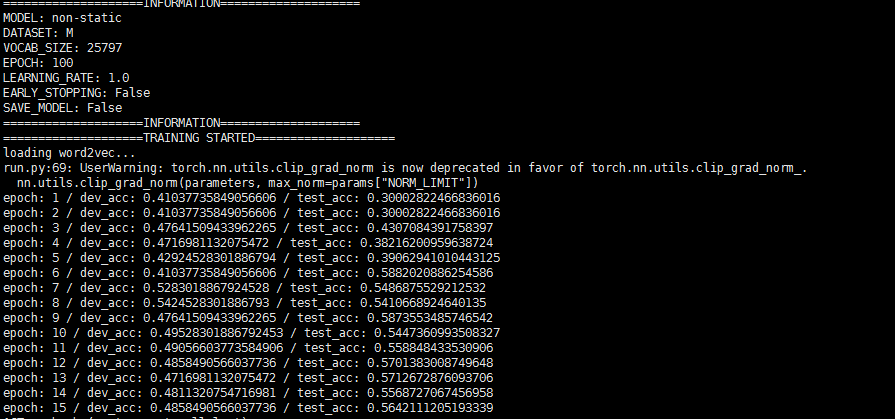 ====================INFORMATION====================
MODEL: non-static
DATASET: M
VOCAB_SIZE: 25797
EPOCH: 100
LEARNING_RATE: 1.0
EARLY_STOPPING: False
SAVE_MODEL: False
====================INFORMATION====================
====================TRAINING STARTED====================
loading word2vec...
run.py:69: UserWarning: torch.nn.utils.clip_grad_norm is now deprecated in favor of torch.nn.utils.clip_grad_norm_.
  nn.utils.clip_grad_norm(parameters, max_norm=params["NORM_LIMIT"])
epoch: 1 / dev_acc: 0.41037735849056606 / test_acc: 0.30002822466836016
epoch: 2 / dev_acc: 0.41037735849056606 / test_acc: 0.30002822466836016
epoch: 3 / dev_acc: 0.47641509433962265 / test_acc: 0.4307084391758397
epoch: 4 / dev_acc: 0.4716981132075472 / test_acc: 0.38216200959638724
epoch: 5 / dev_acc: 0.42924528301886794 / test_acc: 0.39062941010443125
epoch: 6 / dev_acc: 0.41037735849056606 / test_acc: 0.5882020886254586
epoch: 7 / dev_acc: 0.5283018867924528 / test_acc: 0.5486875529212532
epoch: 8 / dev_acc: 0.5424528301886793 / test_acc: 0.5410668924640135
epoch: 9 / dev_acc: 0.47641509433962265 / test_acc: 0.5873553485746542
epoch: 10 / dev_acc: 0.49528301886792453 / test_acc: 0.5447360993508327
epoch: 11 / dev_acc: 0.49056603773584906 / test_acc: 0.558848433530906
epoch: 12 / dev_acc: 0.4858490566037736 / test_acc: 0.5701383008749648
epoch: 13 / dev_acc: 0.4716981132075472 / test_acc: 0.5712672876093706
epoch: 14 / dev_acc: 0.4811320754716981 / test_acc: 0.5568727067456958
epoch: 15 / dev_acc: 0.4858490566037736 / test_acc: 0.5642111205193339